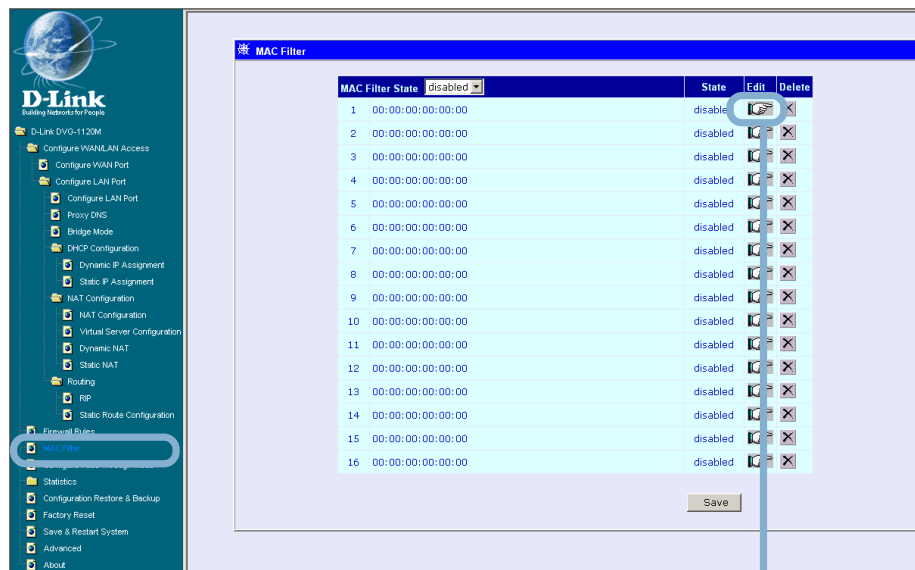 D-Link
Building Networks for People
D-Link DVG-1120M
Configure WAN/LAN Access
Configure WAN Port
Configure LAN Port
Configure LAN Port
Proxy DNS
Bridge Mode
DHCP Configuration
Dynamic IP Assignment
Static IP Assignment
NAT Configuration
NAT Configuration
Virtual Server Configuration
Dynamic NAT
Static NAT
Routing
RIP
Static Route Configuration
Firewall Rules
MAC Filter
Statistics
Configuration Restore & Backup
Factory Reset
Save & Restart System
Advanced
About
MAC Filter
MAC Filter State disabled State Edit Delete
1 00:00:00:00:00:00 disabled
2 00:00:00:00:00:00 disabled
3 00:00:00:00:00:00 disabled
4 00:00:00:00:00:00 disabled
5 00:00:00:00:00:00 disabled
6 00:00:00:00:00:00 disabled
7 00:00:00:00:00:00 disabled
8 00:00:00:00:00:00 disabled
9 00:00:00:00:00:00 disabled
10 00:00:00:00:00:00 disabled
11 00:00:00:00:00:00 disabled
12 00:00:00:00:00:00 disabled
13 00:00:00:00:00:00 disabled
14 00:00:00:00:00:00 disabled
15 00:00:00:00:00:00 disabled
16 00:00:00:00:00:00 disabled
Save